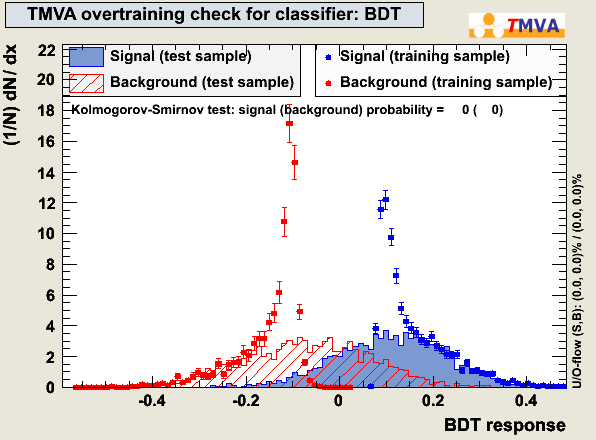 TMVA overtraining check for classifier: BDT
TMVA
Signal (test sample)
Signal (training sample)
Background (test sample)
Background (training sample)
Kolmogorov-Smirnov test: signal (background) probability = 0 ( 0)
(1/N) dN / dx
22
20
18
16
14
12
10
8
6
4
2
0
-0.4
-0.2
0
0.2
0.4
BDT response
U/O-flow (S,B): (0.0, 0.0)% / (0.0, 0.0)%